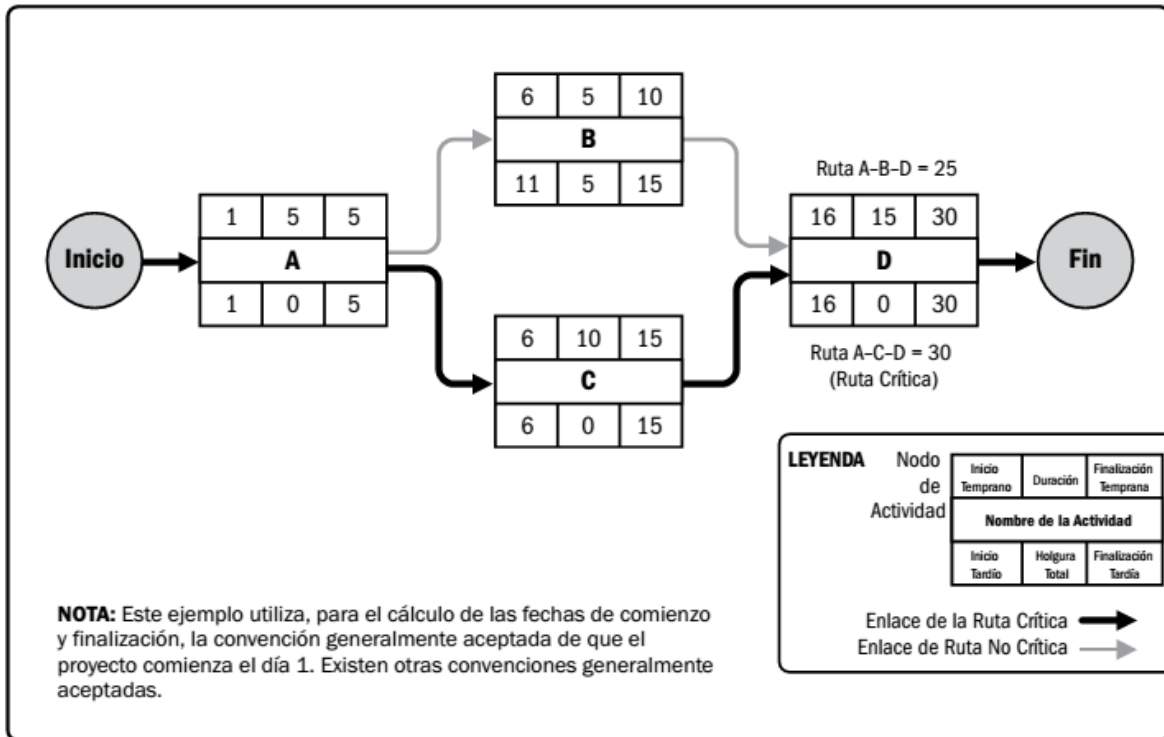 6 5 10
B
11 5 15
Ruta A-B-D = 25
Inicio
1 5 5
A
1 0 5
16 15 30
D
16 0 30
Fin
6 10 15
C
6 0 15
Ruta A-C-D = 30
(Ruta Crítica)
LEYENDA Nodo
de
Actividad
Inicio
Temprano
Duración
Finalización
Temprana
Nombre de la Actividad
Inicio
Tardío
Holgura
Total
Finalización
Tardía
Enlace de la Ruta Crítica
Enlace de Ruta No Crítica
NOTA: Este ejemplo utiliza, para el cálculo de las fechas de comienzo
y finalización, la convención generalmente aceptada de que el
proyecto comienza el día 1. Existen otras convenciones generalmente
aceptadas.